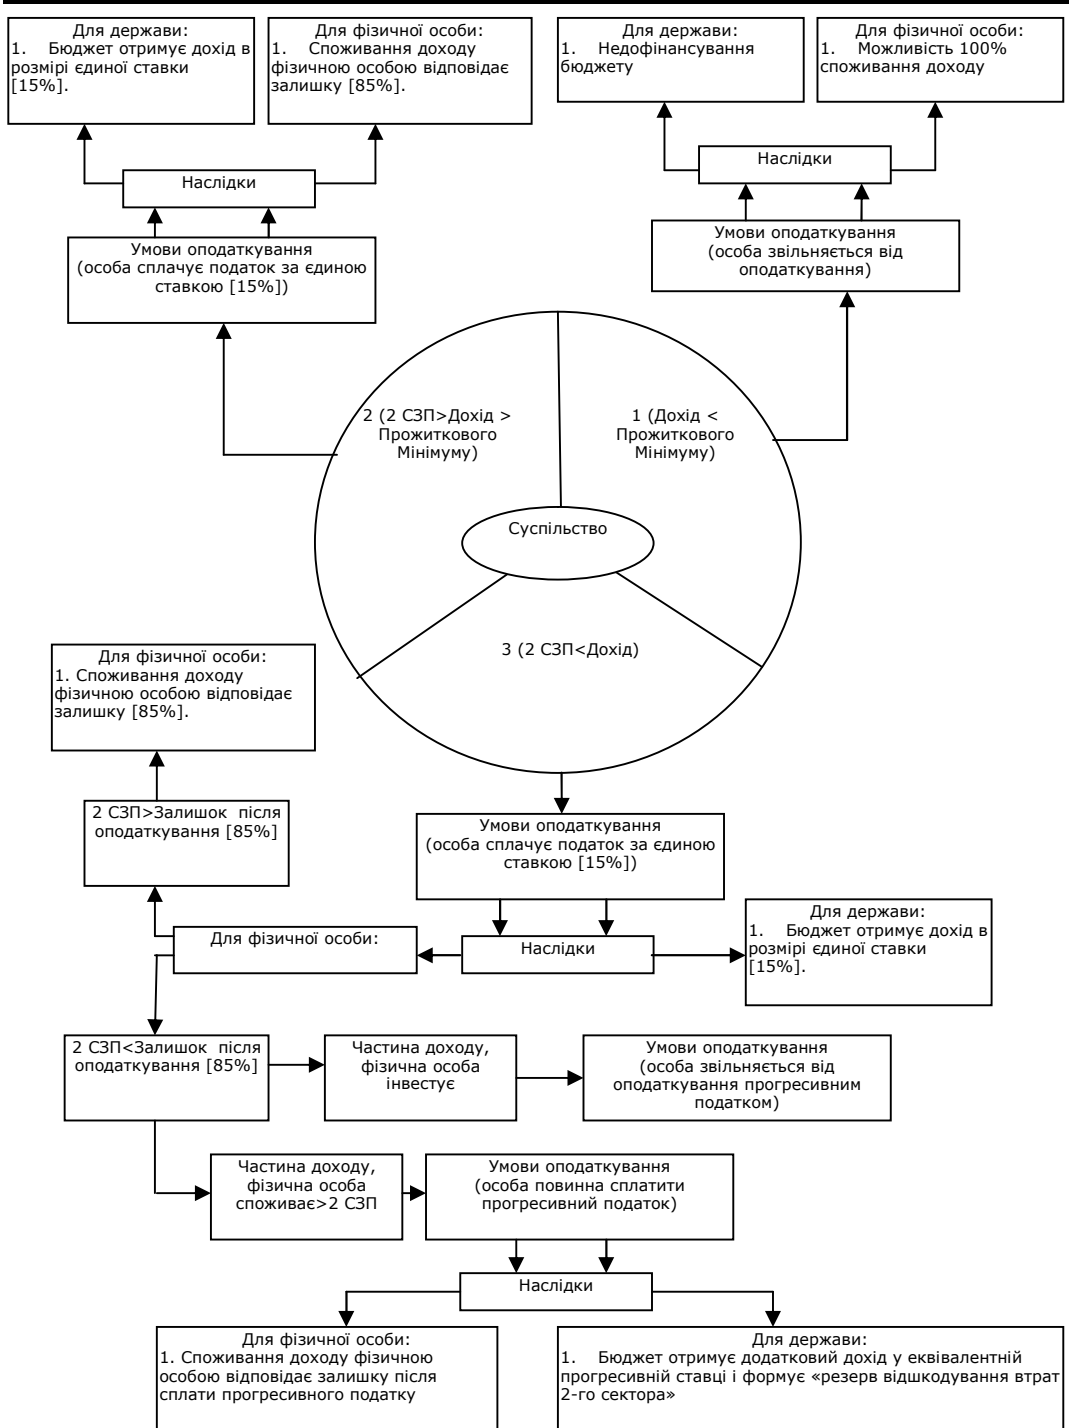 Для держави:
1. Бюджет отримує дохід в
розмірі єдиної ставки
[15%].
Для фізичної особи:
1. Споживання доходу
фізичною особою відповідає
залишку [85%].
Для держави:
1. Недофінансування
бюджету
Для фізичної особи:
1. Можливість 100%
споживання доходу
Наслідки
Наслідки
Умови оподаткування
(особа сплачує податок за єдиною
ставкою [15%])
Умови оподаткування
(особа звільняється від
оподаткування)
2 (2 СЗП>Дохід >
Прожиткового
Мінімуму)
1 (Дохід <
Прожиткового
Мінімуму)
Суспільство
3 (2 СЗП<Дохід)
Для фізичної особи:
1. Споживання доходу
фізичною особою відповідає
залишку [85%].
2 СЗП>Залишок після
оподаткування [85%]
Умови оподаткування
(особа сплачує податок за єдиною
ставкою [15%])
Для фізичної особи:
Наслідки
Для держави:
1. Бюджет отримує дохід в
розмірі єдиної ставки
[15%].
2 СЗП<Залишок після
оподаткування [85%]
Частина доходу,
фізична особа
інвестує
Умови оподаткування
(особа звільняється від
оподаткування прогресивним
податком)
Частина доходу,
фізична особа
споживає>2 СЗП
Умови оподаткування
(особа повинна сплатити
прогресивний податок)
Наслідки
Для фізичної особи:
1. Споживання доходу фізичною
особою відповідає залишку після
сплати прогресивного податку
Для держави:
1. Бюджет отримує додатковий дохід у еквівалентній
прогресивній ставці і формує «резерв відшкодування втрат
2-го сектора»